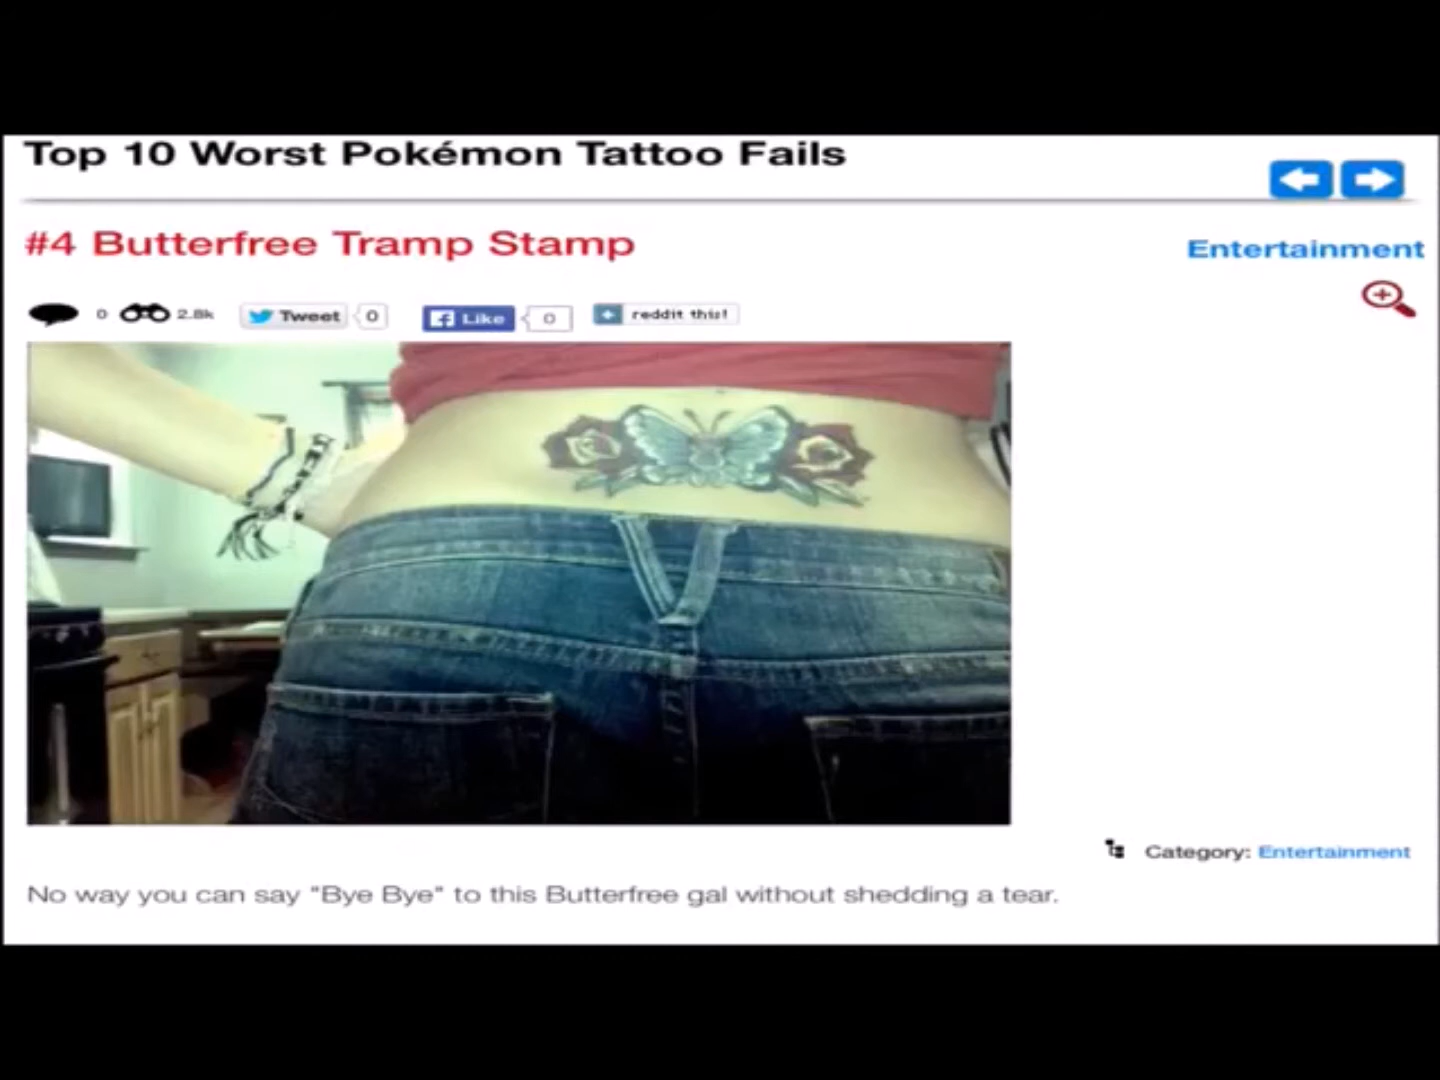 Top 10 Worst Pokémon Tattoo Fails
#4 Butterfree Tramp Stamp
Entertainment
0 2.8k Tweet 0 Like 0 reddit this!
Category: Entertainment
No way you can say "Bye Bye" to this Butterfree gal without shedding a tear.